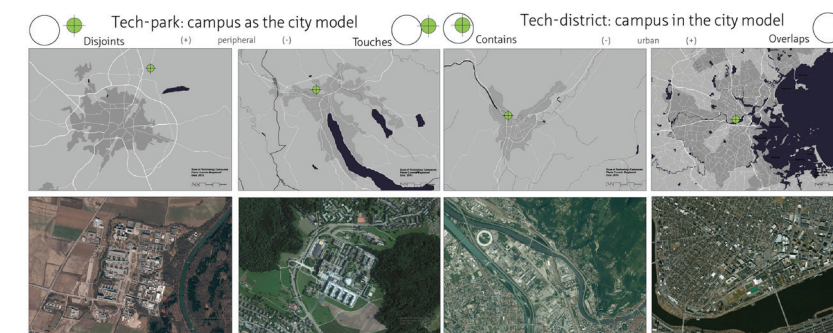 Tech-park: campus as the city model
Tech-district: campus in the city model
Disjoints
(+)
peripheral
(-)
Touches
Contains
(-)
urban
(+)
Overlaps